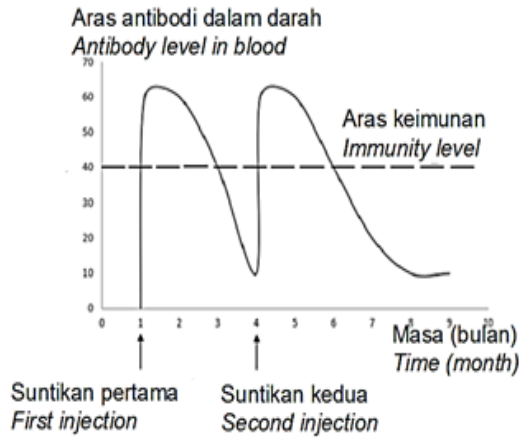 Aras antibodi dalam darah
Antibody level in blood
70
60
50
40
30
20
10
0
Aras keimunan
Immunity level
0 1 2 3 4 5 6 7 8 9 10
Masa (bulan)
Time (month)
Suntikan pertama
First injection
Suntikan kedua
Second injection